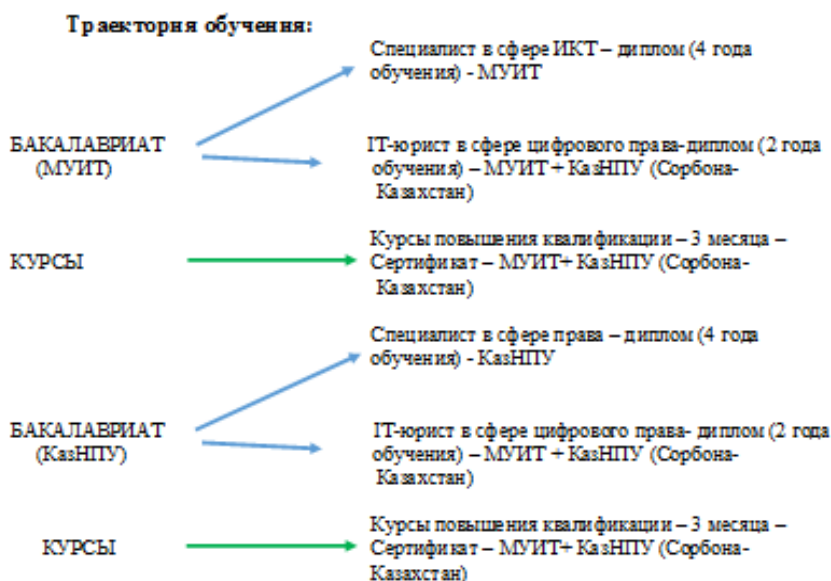 Траектория обучения:
Специалист в сфере ИКТ – диплом (4 года
обучения) - МУИТ
БАКАЛАВРИАТ
(МУИТ)
IT-юрист в сфере цифрового права-диплом (2 года
обучения) – МУИТ + КазНПУ (Сорбона-
Казахстан)
КУРСЫ
Курсы повышения квалификации – 3 месяца –
Сертификат – МУИТ+ КазНПУ (Сорбона-
Казахстан)
Специалист в сфере права – диплом (4 года
обучения) - КазНПУ
БАКАЛАВРИАТ
(КазНПУ)
IT-юрист в сфере цифрового права- диплом (2 года
обучения) – МУИТ + КазНПУ (Сорбона-
Казахстан)
КУРСЫ
Курсы повышения квалификации – 3 месяца –
Сертификат – МУИТ+ КазНПУ (Сорбона-
Казахстан)